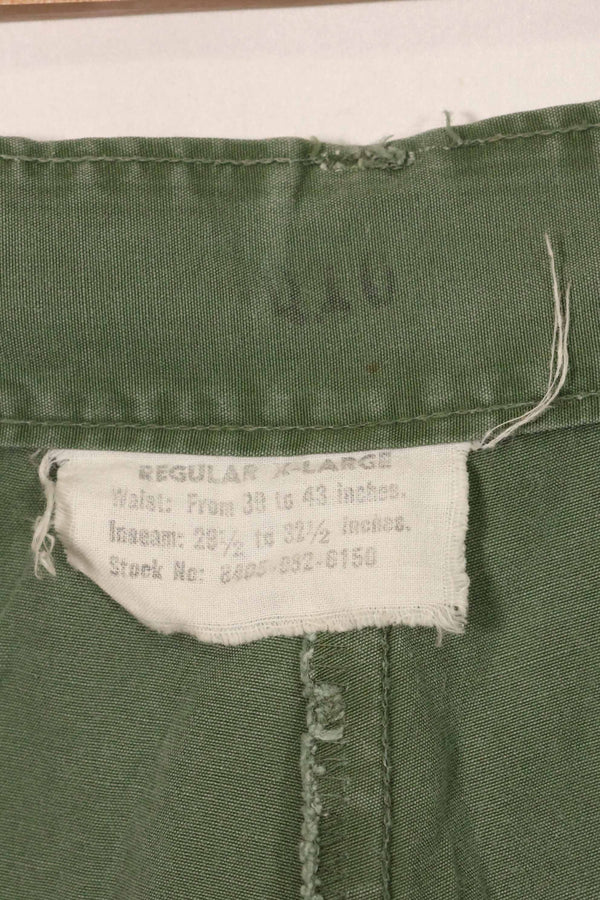 REGULAR X-LARGE
Waist: From 39 to 43 inches.
Inseam: 29½ to 32½ inches.
Stock No: 8405-082-6150